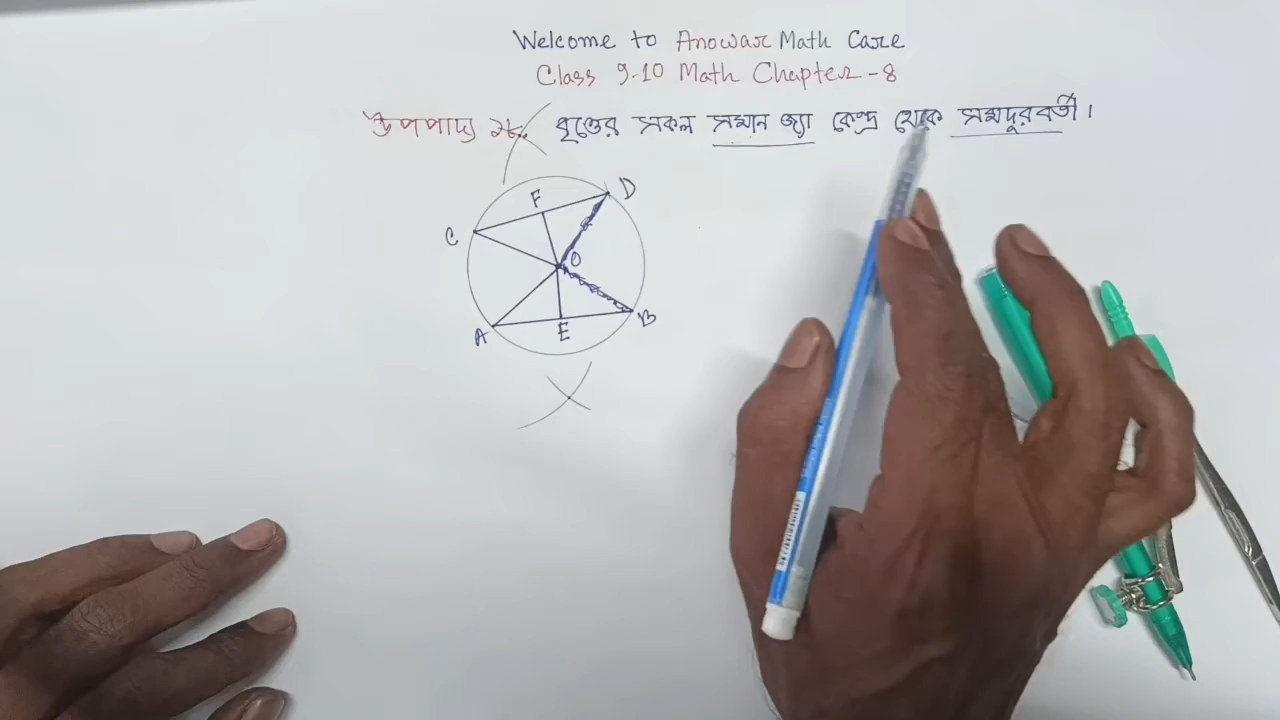 Welcome to Anowar Math Care
Class 9-10 Math Chapter-8
উপপাদ্য ১৮. বৃত্তের সকল সমান জ্যা কেন্দ্র থেকে সমদূরবর্তী।
F D
C
O
A E B